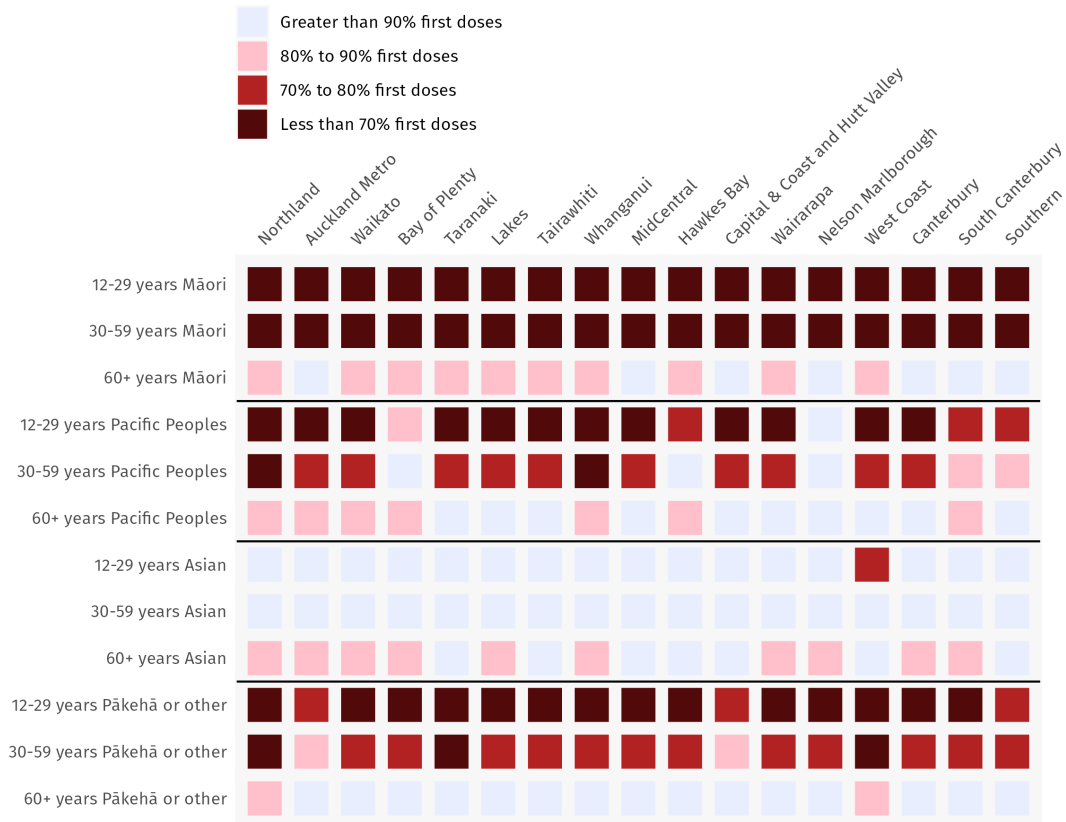 Greater than 90% first doses
80% to 90% first doses
70% to 80% first doses
Less than 70% first doses
Northland
Auckland Metro
Waikato
Bay of Plenty
Taranaki
Lakes
Tairawhiti
Whanganui
MidCentral
Hawkes Bay
Capital & Coast and Hutt Valley
Wairarapa
Nelson Marlborough
West Coast
Canterbury
South Canterbury
Southern
12-29 years Māori
30-59 years Māori
60+ years Māori
12-29 years Pacific Peoples
30-59 years Pacific Peoples
60+ years Pacific Peoples
12-29 years Asian
30-59 years Asian
60+ years Asian
12-29 years Pākehā or other
30-59 years Pākehā or other
60+ years Pākehā or other